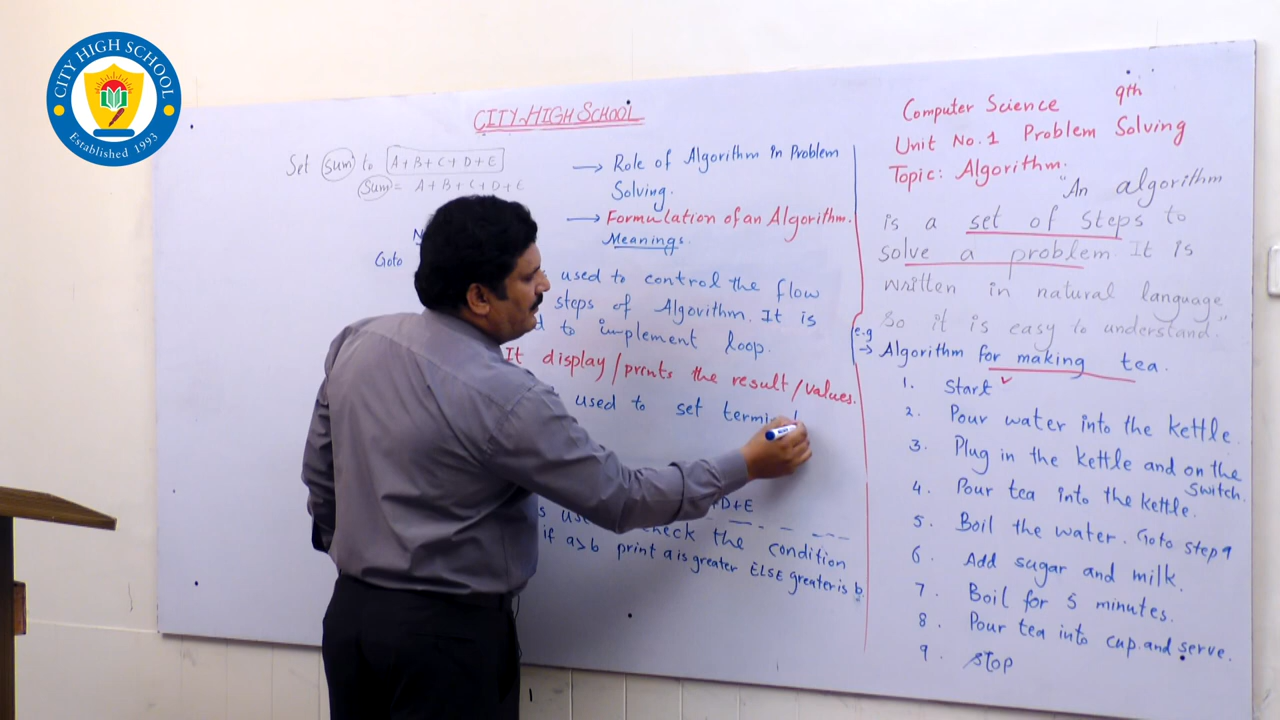 CITY HIGH SCHOOL
Established 1993
CITY HIGH SCHOOL
Set sum to A+B+C+D+E
sum = A+B+C+D+E
Goto
→ Role of Algorithm in Problem
Solving.
→ Formulation of an Algorithm.
Meanings.
used to control the flow
steps of Algorithm. It is
to implement loop.
It display/prints the result/values.
used to set termin
D+E
the condition
if a>b print a is greater ELSE greater is b.
Computer Science 9th
Unit No.1 Problem Solving
Topic: Algorithm.
"An algorithm
is a set of steps to
solve a problem. It is
written in natural language
so it is easy to understand."
e.g
→ Algorithm for making tea.
1. Start ✓
2. Pour water into the kettle.
3. Plug in the kettle and on the
switch.
4. Pour tea into the kettle.
5. Boil the water. Goto step 9
6. Add sugar and milk.
7. Boil for 5 minutes.
8. Pour tea into cup and serve.
9. Stop